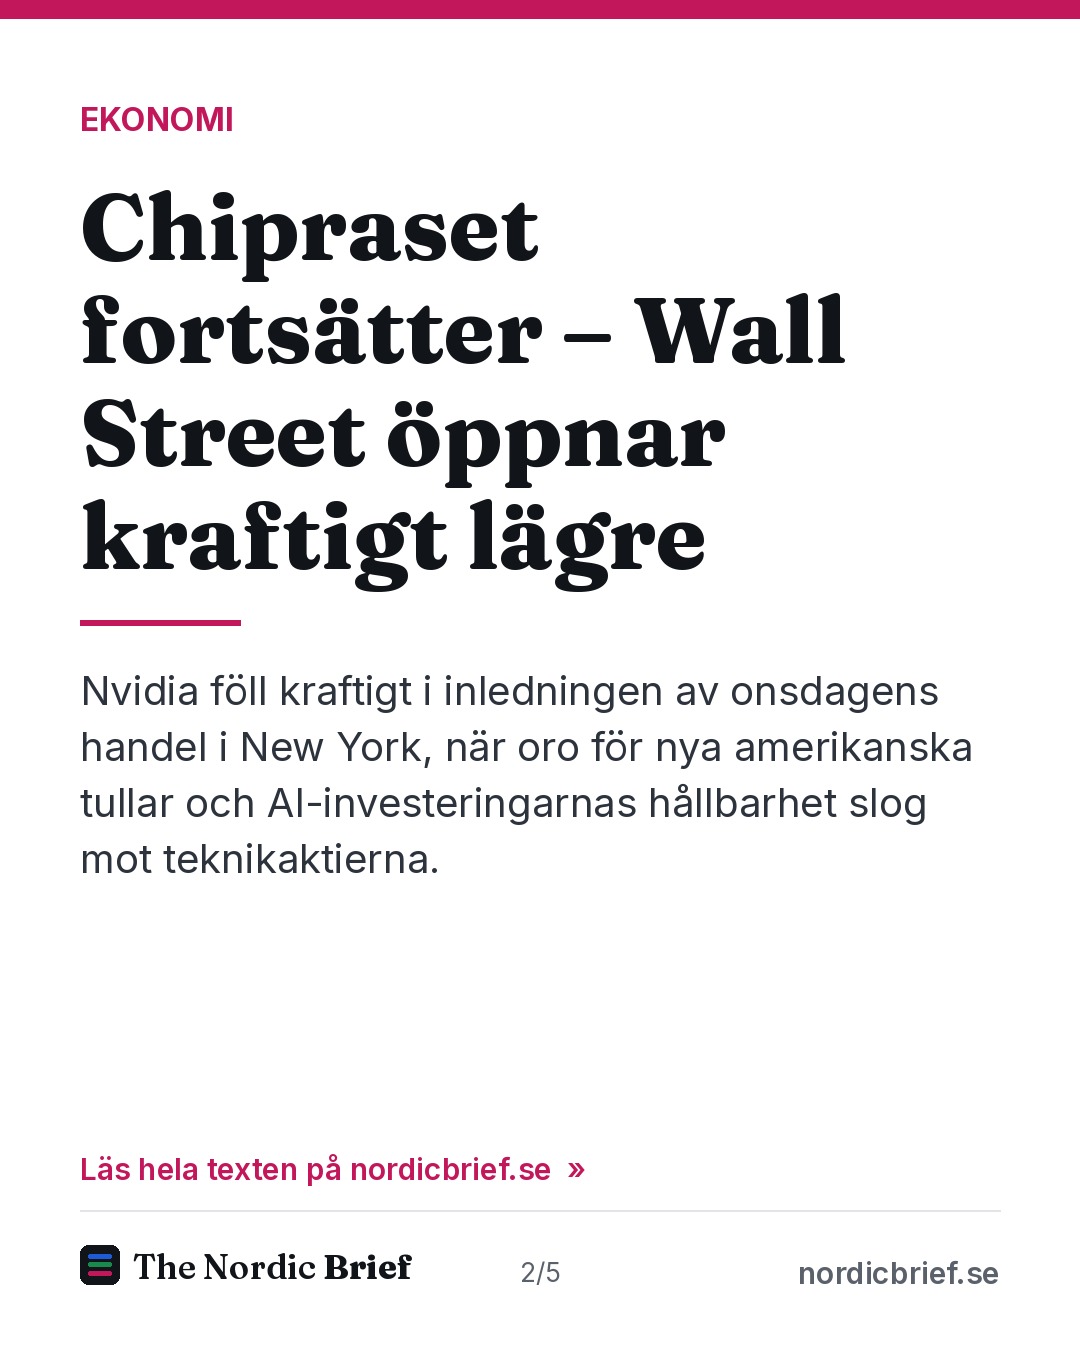 EKONOMI
Chipraset
fortsätter – Wall
Street öppnar
kraftigt lägre
Nvidia föll kraftigt i inledningen av onsdagens
handel i New York, när oro för nya amerikanska
tullar och AI-investeringarnas hållbarhet slog
mot teknikaktierna.
Läs hela texten på nordicbrief.se »
The Nordic Brief
2/5
nordicbrief.se